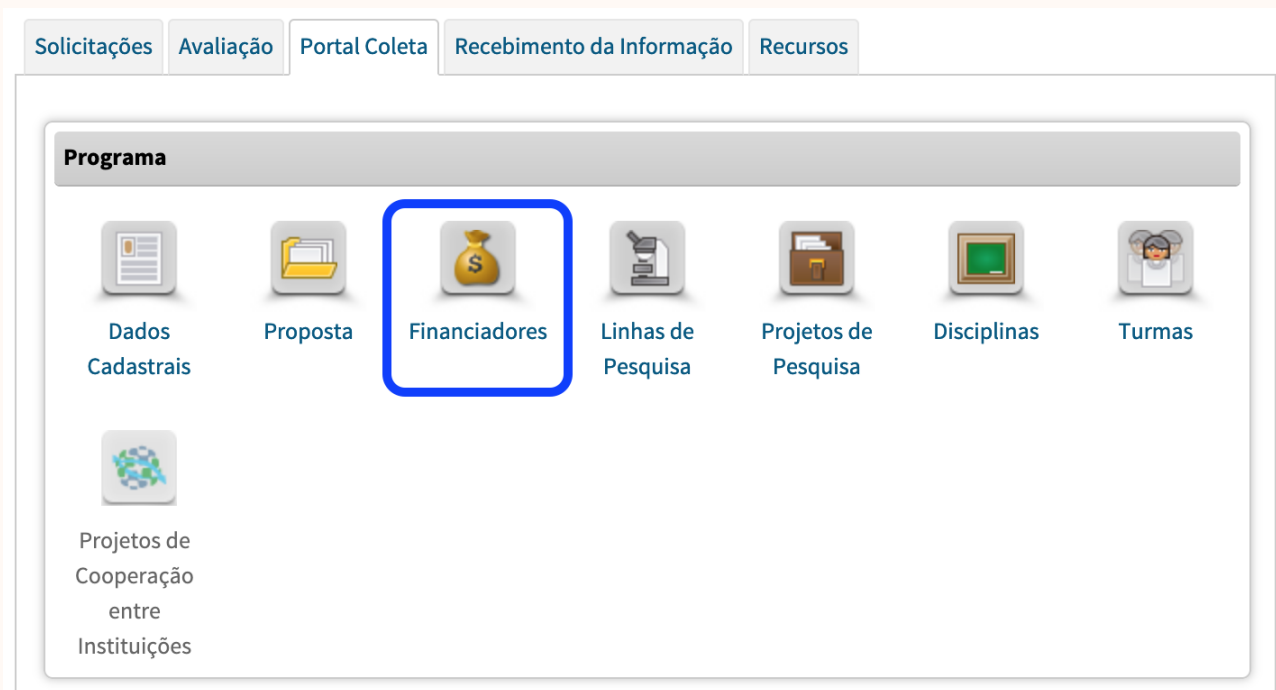 Solicitações
Avaliação
Portal Coleta
Recebimento da Informação
Recursos
Programa
Dados
Cadastrais
Proposta
$
Financiadores
Linhas de
Pesquisa
Projetos de
Pesquisa
Disciplinas
Turmas
Projetos de
Cooperação
entre
Instituições